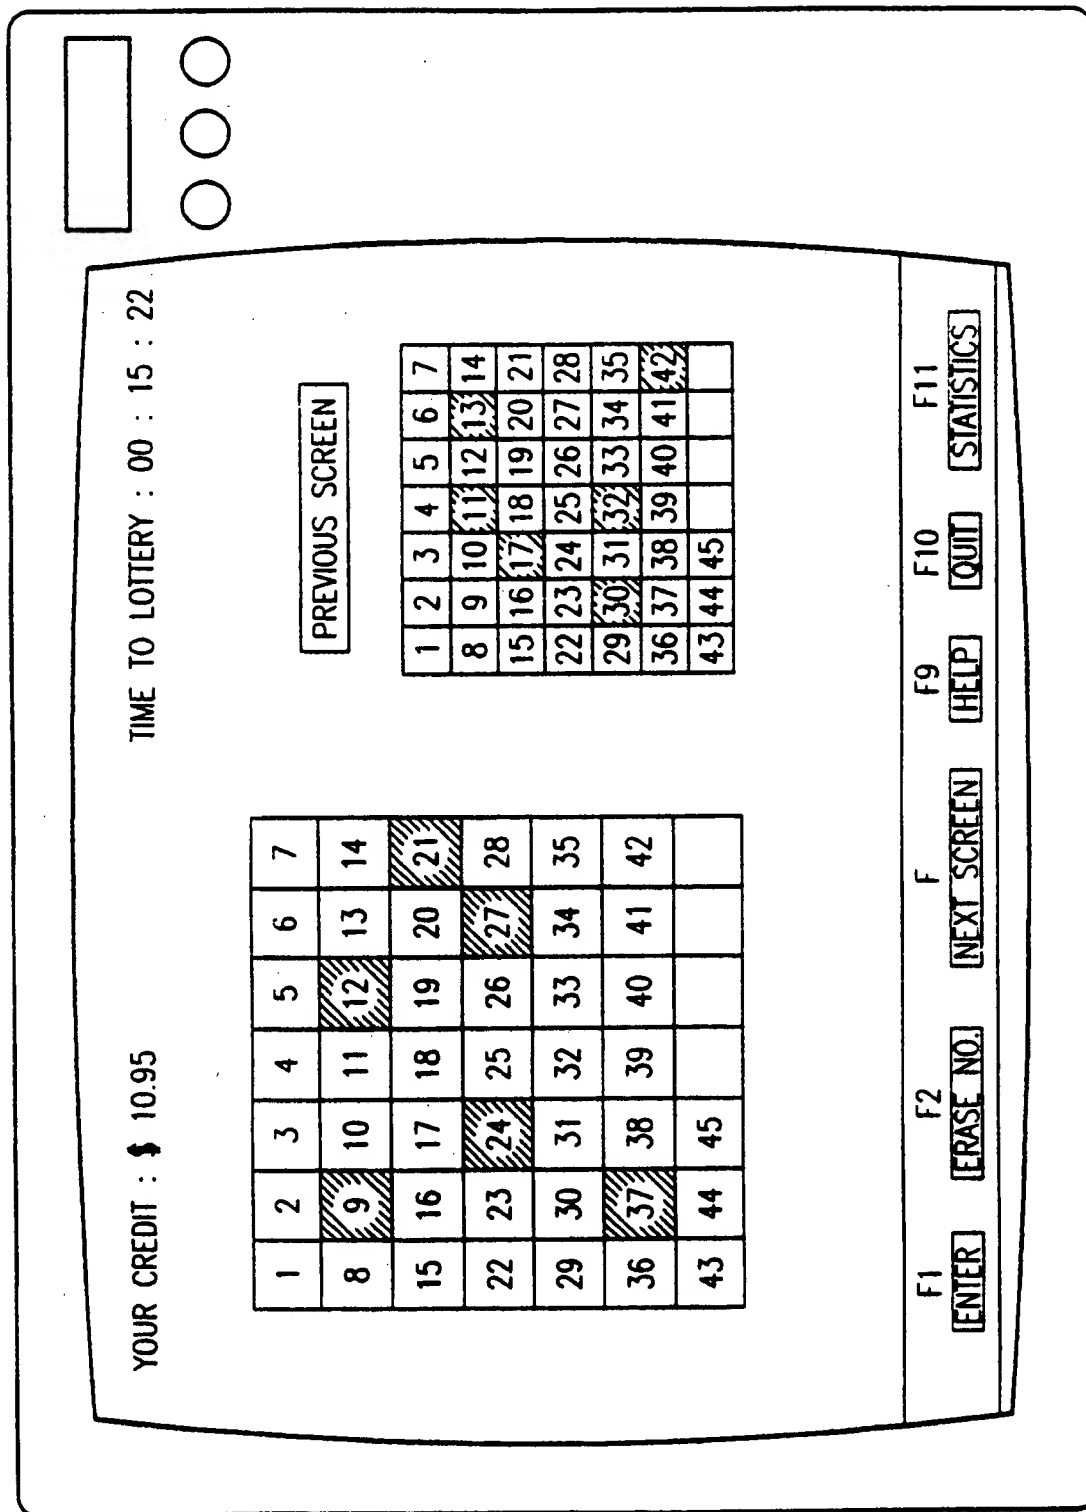 YOUR CREDIT : $ 10.95
TIME TO LOTTERY : 00 : 15 : 22
1 2 3 4 5 6 7
8 9 10 11 12 13 14
15 16 17 18 19 20 21
22 23 24 25 26 27 28
29 30 31 32 33 34 35
36 37 38 39 40 41 42
43 44 45
PREVIOUS SCREEN
1 2 3 4 5 6 7
8 9 10 11 12 13 14
15 16 17 18 19 20 21
22 23 24 25 26 27 28
29 30 31 32 33 34 35
36 37 38 39 40 41 42
43 44 45
F1 F2 F F9 F10 F11
ENTER ERASE NO. NEXT SCREEN HELP QUIT STATISTICS